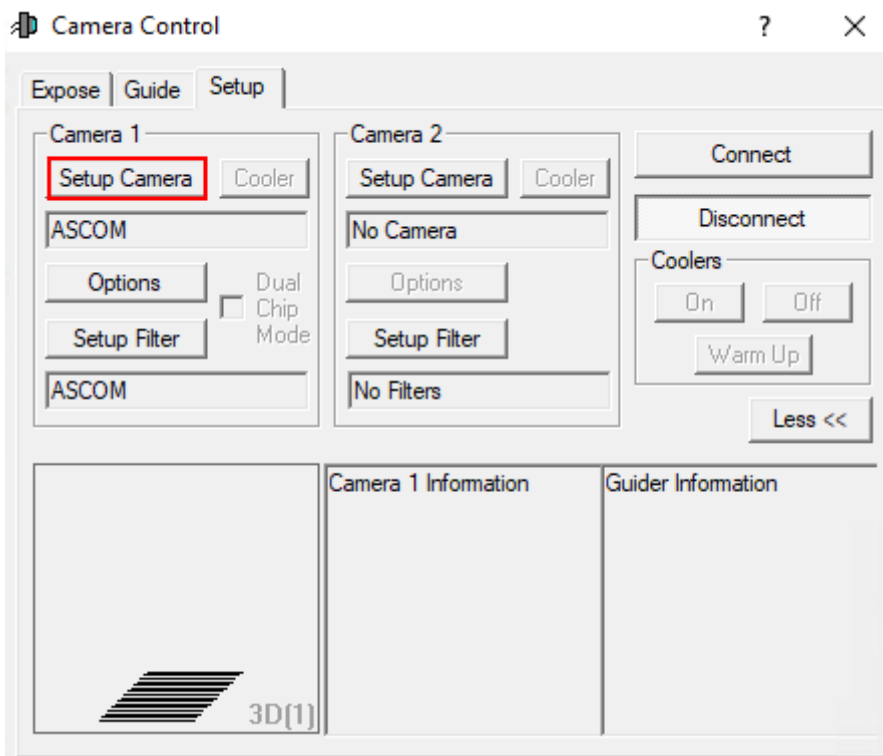 Camera Control
?
Expose Guide Setup
Camera 1
Setup Camera Cooler
ASCOM
Options
Dual
Chip
Mode
Setup Filter
ASCOM
Camera 2
Setup Camera Cooler
No Camera
Options
Setup Filter
No Filters
Connect
Disconnect
Coolers
On Off
Warm Up
Less <<
3D(1)
Camera 1 Information
Guider Information